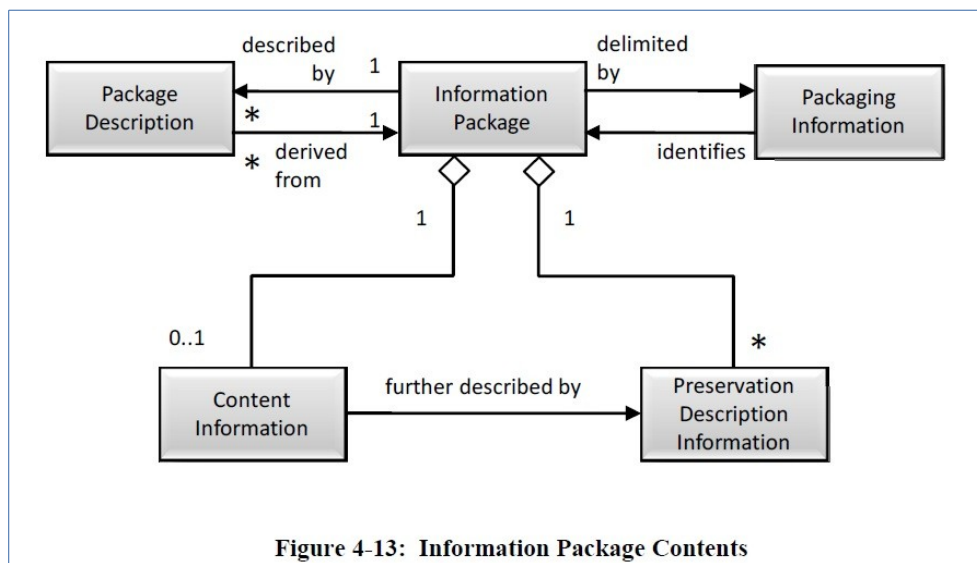 described
by
1
delimited
by
Package
Description
Information
Package
Packaging
Information
*
1
*
derived
from
identifies
1
1
0..1
*
Content
Information
further described by
Preservation
Description
Information
Figure 4-13: Information Package Contents